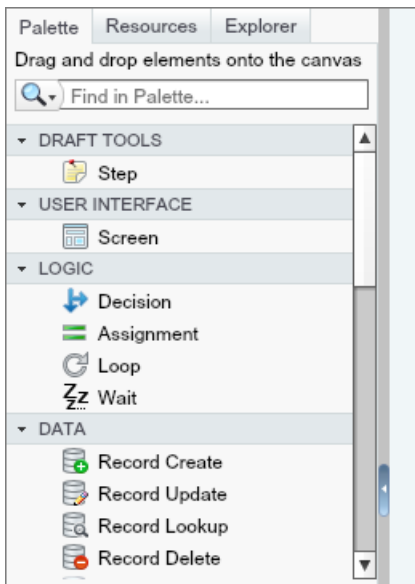 Palette Resources Explorer
Drag and drop elements onto the canvas
Find in Palette...
DRAFT TOOLS
Step
USER INTERFACE
Screen
LOGIC
Decision
Assignment
Loop
Wait
DATA
Record Create
Record Update
Record Lookup
Record Delete